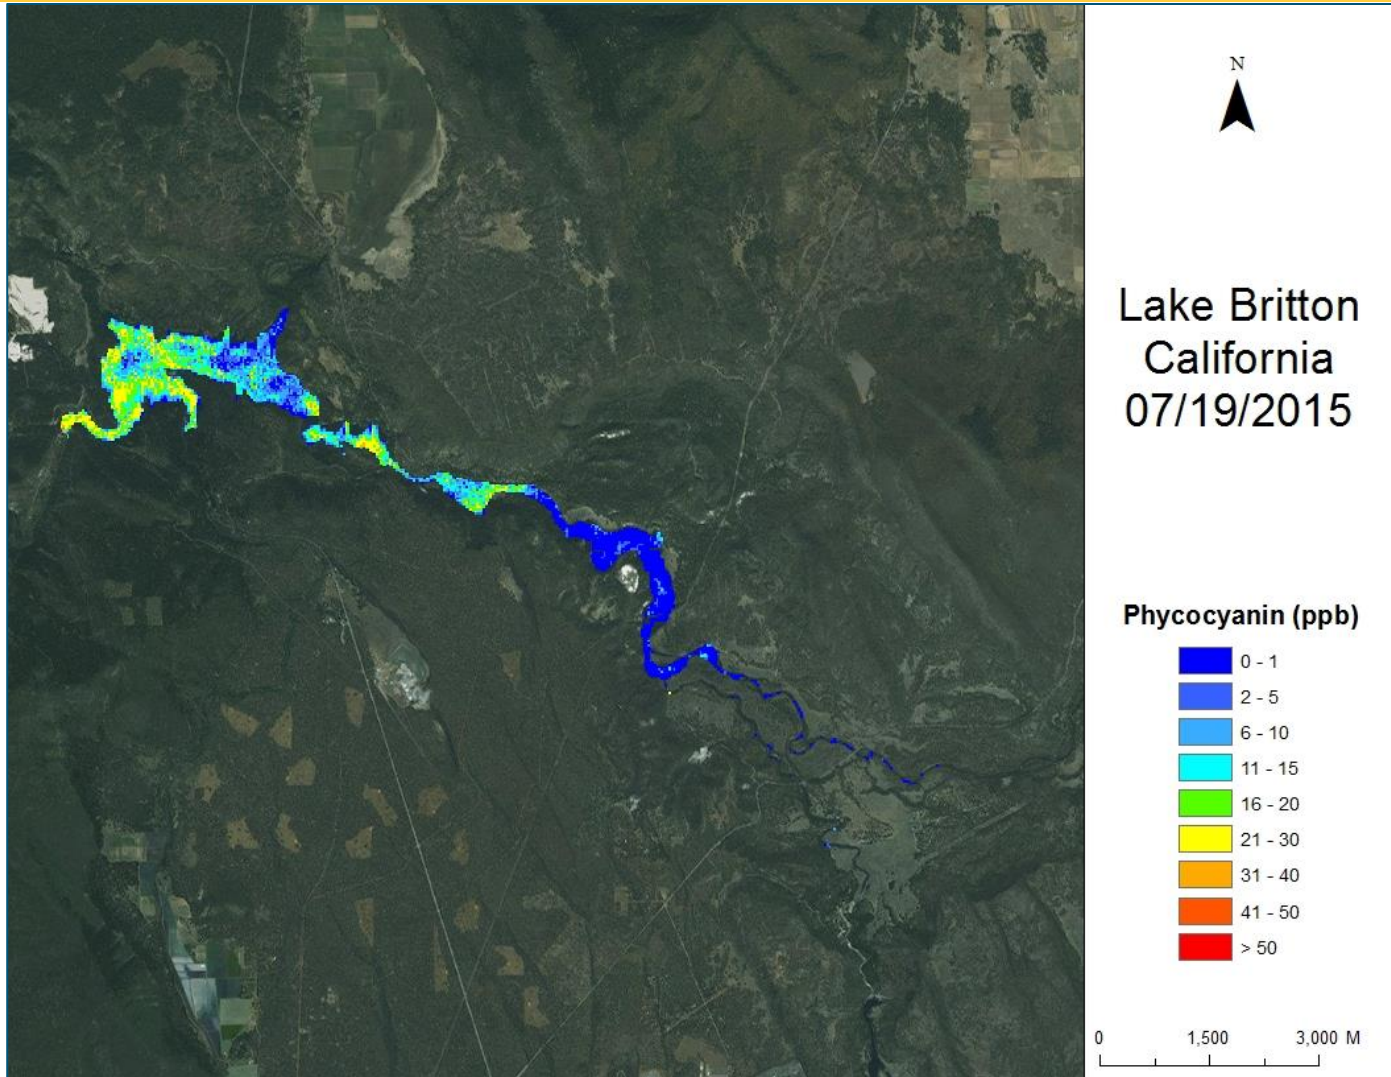 N
Lake Britton
California
07/19/2015
Phycocyanin (ppb)
0 - 1
2 - 5
6 - 10
11 - 15
16 - 20
21 - 30
31 - 40
41 - 50
> 50
0 1,500 3,000 M